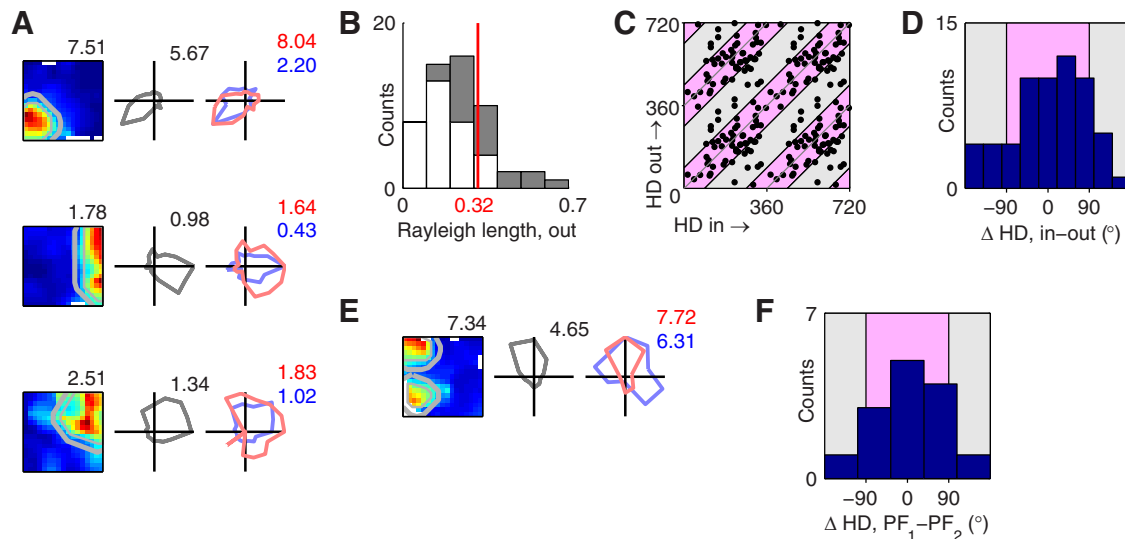 A
7.51
5.67
8.04
2.20
1.78
0.98
1.64
0.43
2.51
1.34
1.83
1.02
B
20
Counts
0
0
0.32
0.7
Rayleigh length, out
C
720
360
0
HD out →
HD in →
360
720
D
15
Counts
0
−90
0
90
Δ HD, in−out (°)
E
7.34
4.65
7.72
6.31
F
7
Counts
0
−90
0
90
Δ HD, PF1−PF2 (°)